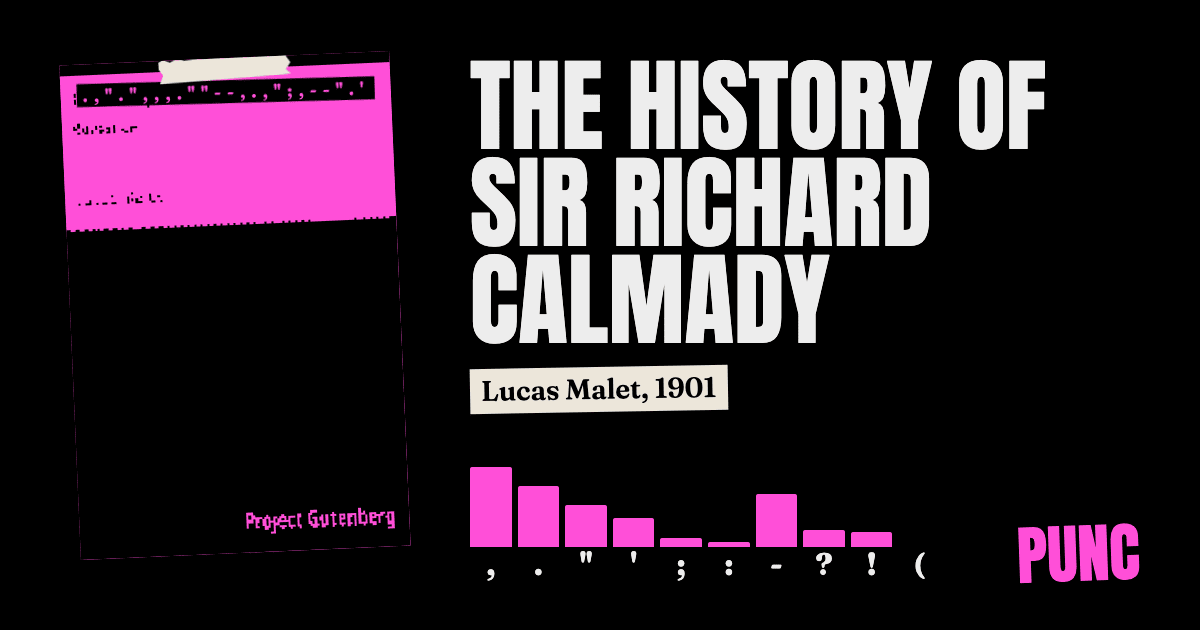 .,".",,,.""--,.,";,--".'
Project Gutenberg
THE HISTORY OF
SIR RICHARD
CALMADY
Lucas Malet, 1901
, . " ' ; : - ? ! (
PUNC